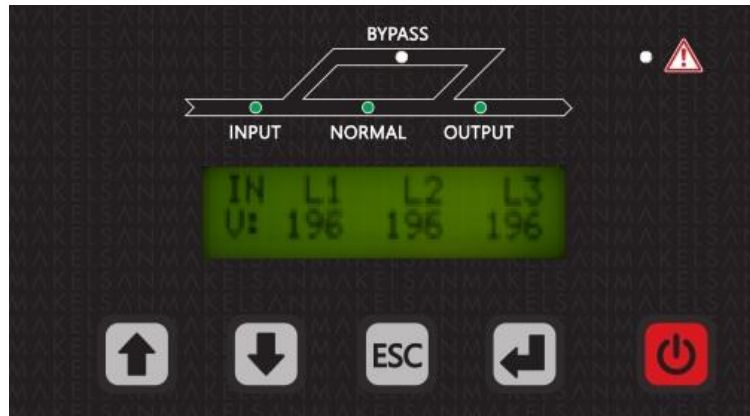 BYPASS
INPUT NORMAL OUTPUT
IN L1 L2 L3
V: 196 196 196
ESC